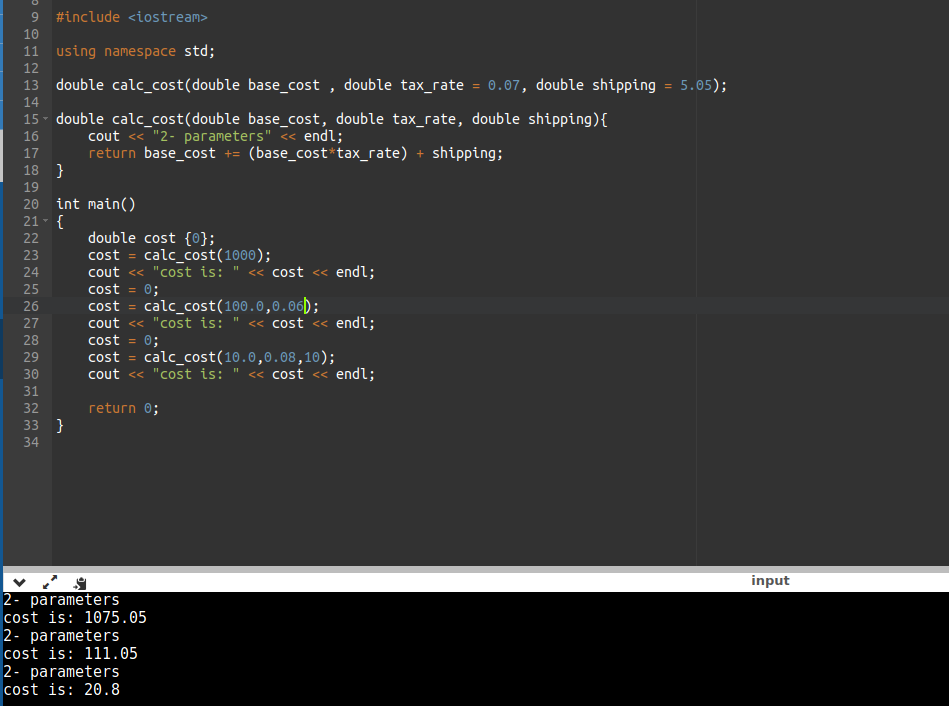 8
9 #include <iostream>
10
11 using namespace std;
12
13 double calc_cost(double base_cost , double tax_rate = 0.07, double shipping = 5.05);
14
15 double calc_cost(double base_cost, double tax_rate, double shipping){
16     cout << "2- parameters" << endl;
17     return base_cost += (base_cost*tax_rate) + shipping;
18 }
19
20 int main()
21 {
22     double cost {0};
23     cost = calc_cost(1000);
24     cout << "cost is: " << cost << endl;
25     cost = 0;
26     cost = calc_cost(100.0,0.06);
27     cout << "cost is: " << cost << endl;
28     cost = 0;
29     cost = calc_cost(10.0,0.08,10);
30     cout << "cost is: " << cost << endl;
31
32     return 0;
33 }
34
input
2- parameters
cost is: 1075.05
2- parameters
cost is: 111.05
2- parameters
cost is: 20.8